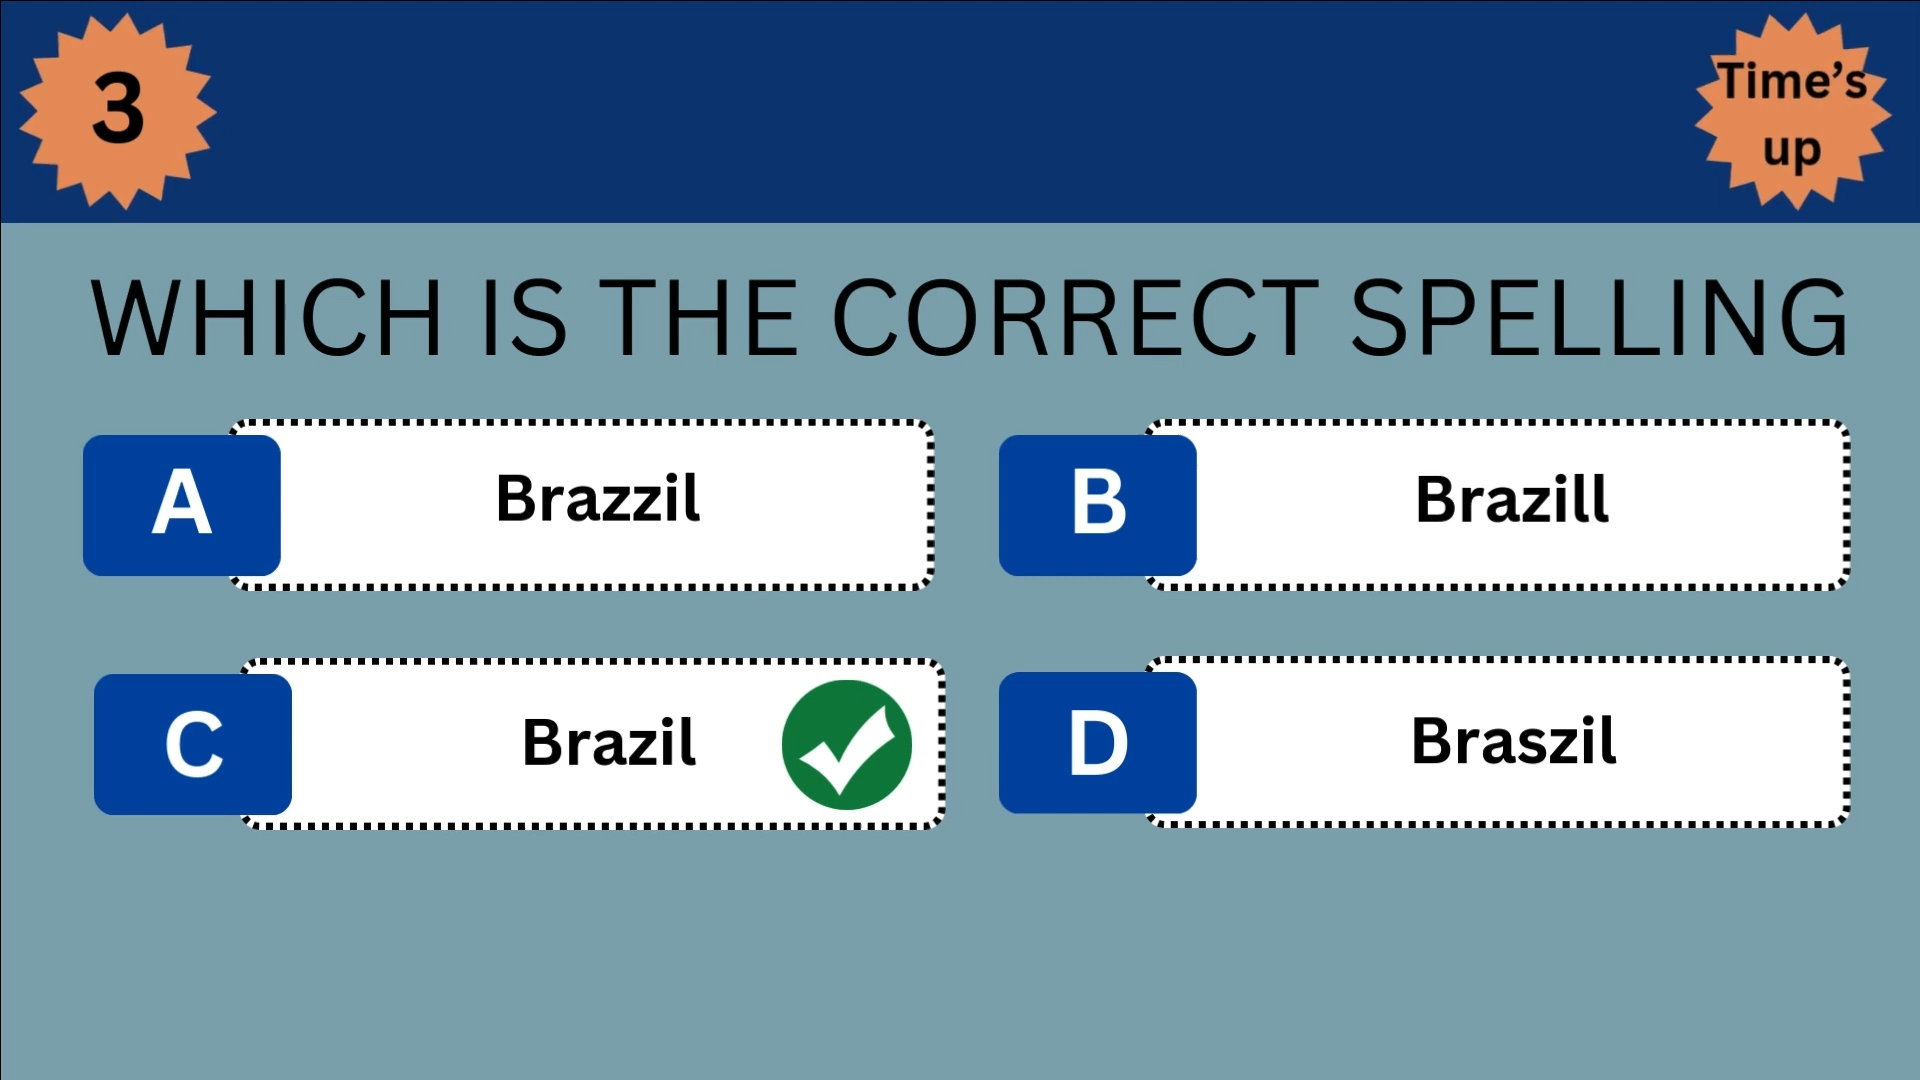 3
Time’s
up
WHICH IS THE CORRECT SPELLING
A
Brazzil
B
Brazill
C
Brazil
D
Braszil